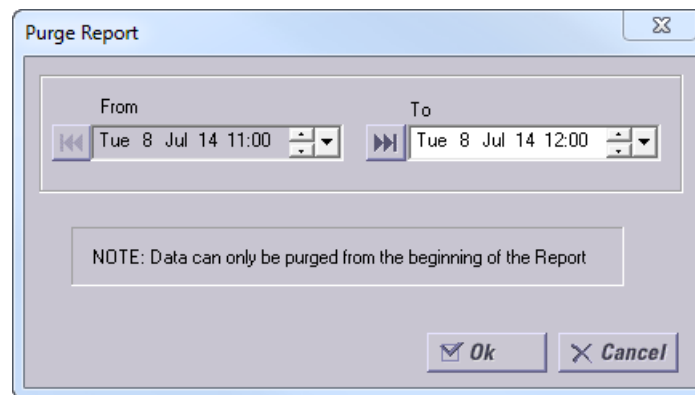 Purge Report
From
To
Tue 8 Jul 14 11:00
Tue 8 Jul 14 12:00
NOTE: Data can only be purged from the beginning of the Report
Ok
Cancel